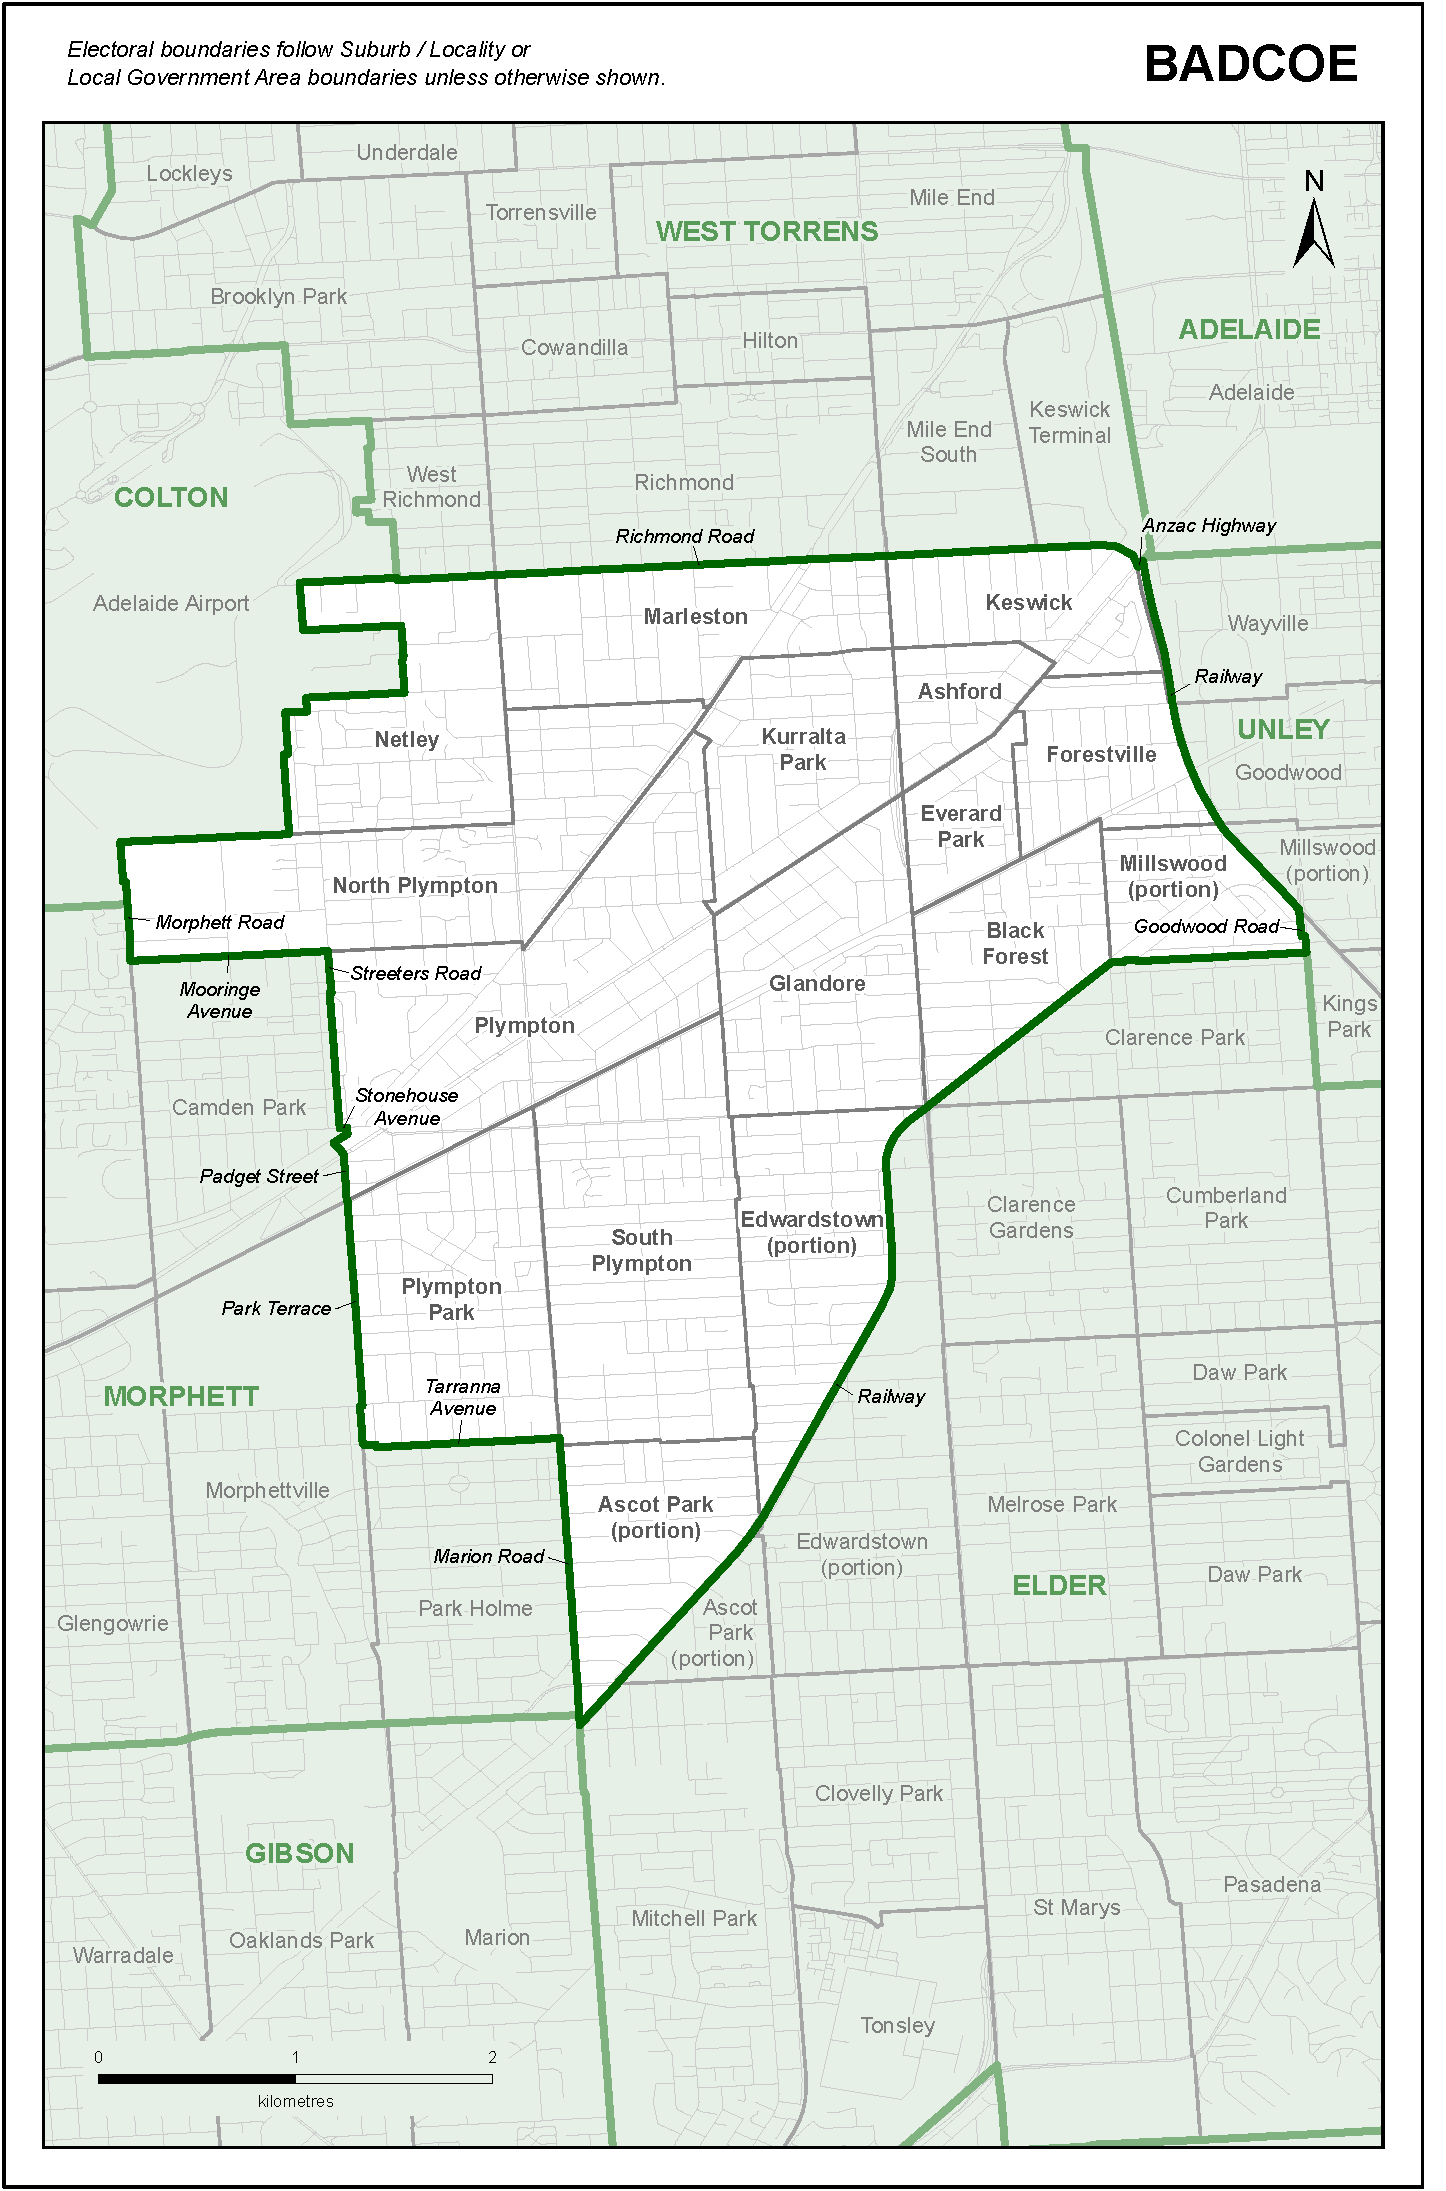 Electoral boundaries follow Suburb / Locality or
Local Government Area boundaries unless otherwise shown.
BADCOE
Underdale
Lockleys
N
Mile End
Torrensville
WEST TORRENS
Brooklyn Park
ADELAIDE
Hilton
Cowandilla
Adelaide
Keswick
Terminal
Mile End
South
West
Richmond
Richmond
COLTON
Anzac Highway
Richmond Road
Adelaide Airport
Marleston
Keswick
Wayville
Railway
Ashford
Netley
Kurralta
Park
UNLEY
Forestville
Goodwood
Everard
Park
Millswood
(portion)
Millswood
(portion)
North Plympton
Morphett Road
Goodwood Road
Black
Forest
Streeters Road
Glandore
Mooringe
Avenue
Kings
Park
Plympton
Clarence Park
Stonehouse
Avenue
Camden Park
Padget Street
Clarence
Gardens
Cumberland
Park
Edwardstown
(portion)
South
Plympton
Plympton
Park
Park Terrace
Daw Park
MORPHETT
Tarranna
Avenue
Railway
Colonel Light
Gardens
Morphettville
Ascot Park
(portion)
Melrose Park
Edwardstown
(portion)
Marion Road
Daw Park
ELDER
Park Holme
Glengowrie
Ascot
Park
(portion)
Clovelly Park
GIBSON
Pasadena
St Marys
Mitchell Park
Marion
Oaklands Park
Warradale
Tonsley
0 1 2
kilometres